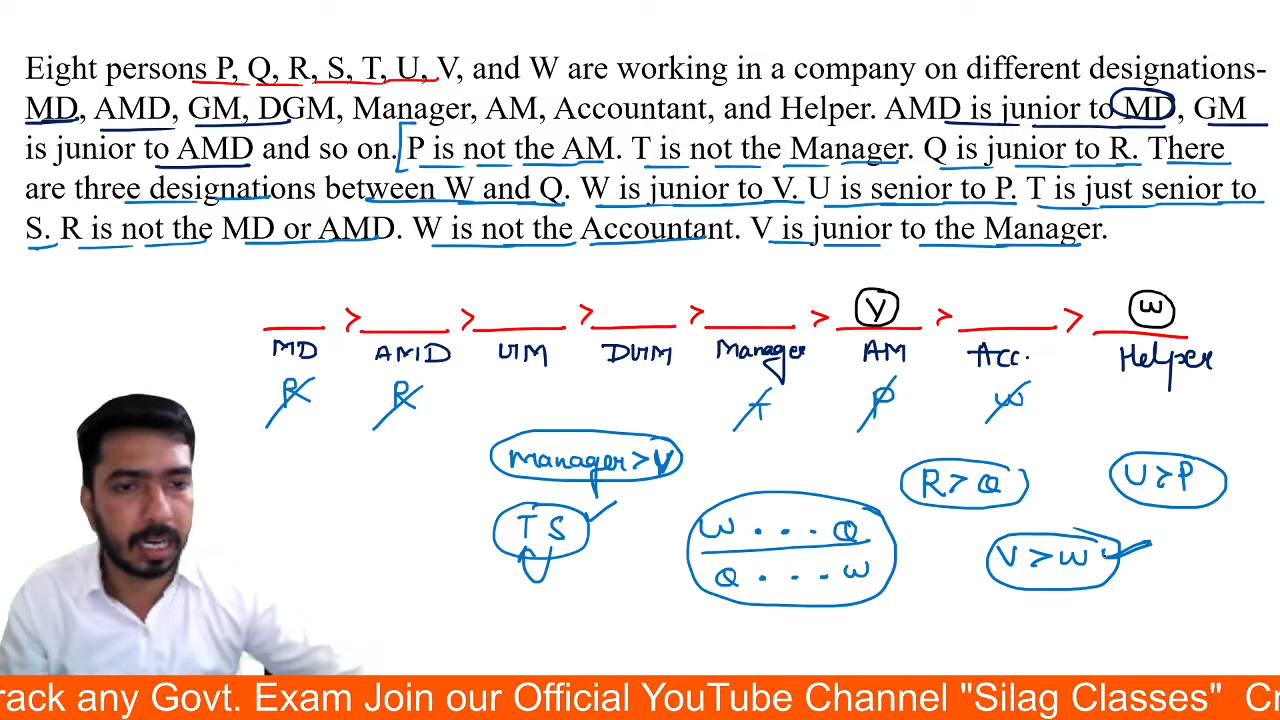 Eight persons P, Q, R, S, T, U, V, and W are working in a company on different designations-
MD, AMD, GM, DGM, Manager, AM, Accountant, and Helper. AMD is junior to MD, GM
is junior to AMD and so on. P is not the AM. T is not the Manager. Q is junior to R. There
are three designations between W and Q. W is junior to V. U is senior to P. T is just senior to
S. R is not the MD or AMD. W is not the Accountant. V is junior to the Manager.
> > > > > V > > W
MD AMD GM DGM Manager AM Acc. Helper
R R T P W
Manager > V
R > Q U > P
T S
W . . . Q
Q . . . W
V > W
rack any Govt. Exam Join our Official YouTube Channel "Silag Classes" Cr